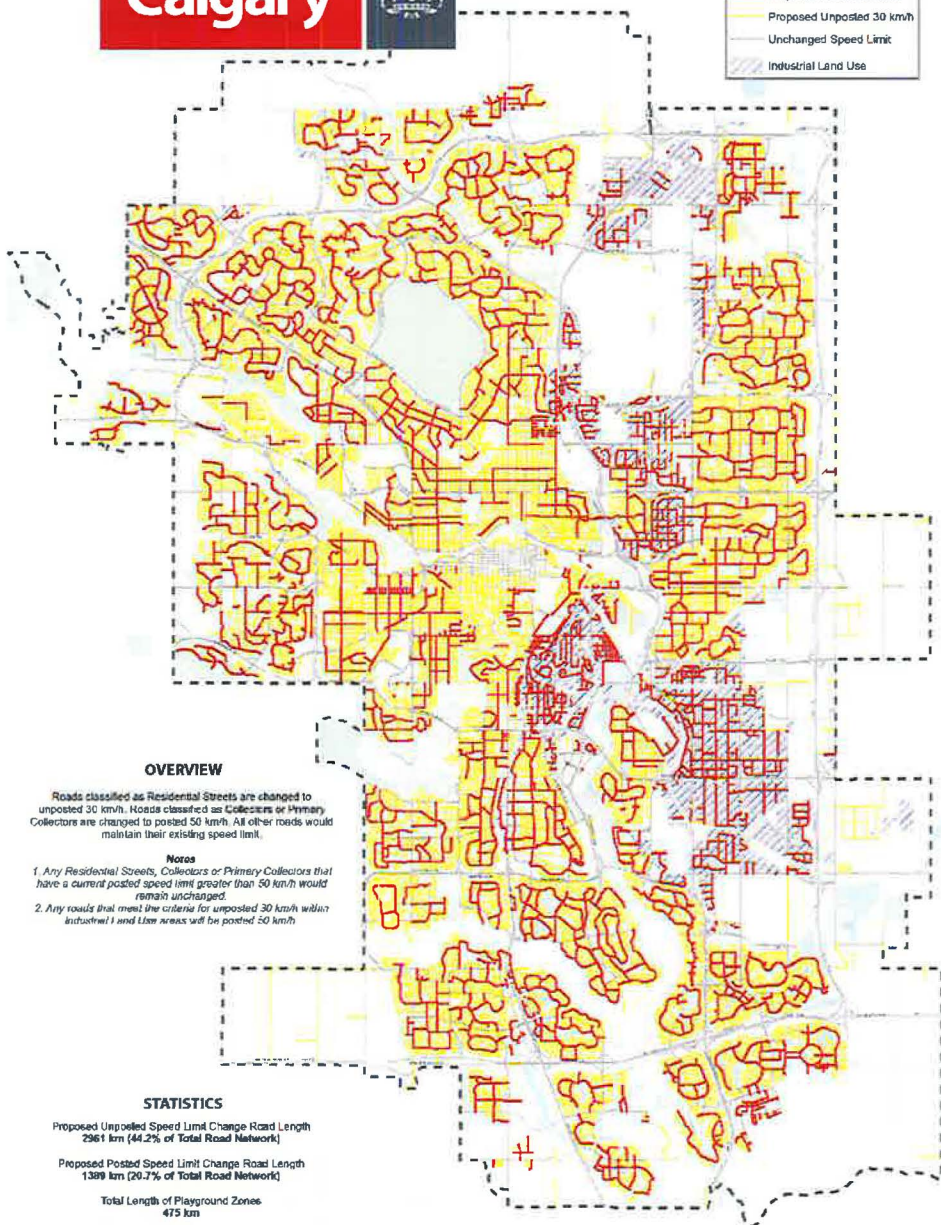 Calgary
Proposed Unposted 30 km/h
Unchanged Speed Limit
Industrial Land Use
OVERVIEW
Roads classified as Residential Streets are changed to
unposted 30 km/h. Roads classified as Collectors or Primary
Collectors are changed to posted 50 km/h. All other roads would
maintain their existing speed limit.
Notes
1. Any Residential Streets, Collectors or Primary Collectors that
have a current posted speed limit greater than 50 km/h would
remain unchanged.
2. Any roads that meet the criteria for unposted 30 km/h within
Industrial Land Use areas will be posted 50 km/h
STATISTICS
Proposed Unposted Speed Limit Change Road Length
2961 km (44.2% of Total Road Network)
Proposed Posted Speed Limit Change Road Length
1389 km (20.7% of Total Road Network)
Total Length of Playground Zones
475 km